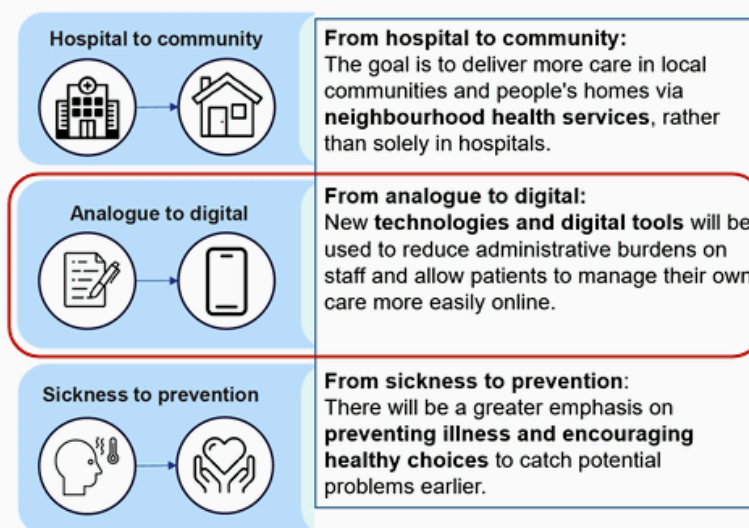 Hospital to community
From hospital to community:
The goal is to deliver more care in local
communities and people's homes via
neighbourhood health services, rather
than solely in hospitals.
Analogue to digital
From analogue to digital:
New technologies and digital tools will be
used to reduce administrative burdens on
staff and allow patients to manage their own
care more easily online.
Sickness to prevention
From sickness to prevention:
There will be a greater emphasis on
preventing illness and encouraging
healthy choices to catch potential
problems earlier.